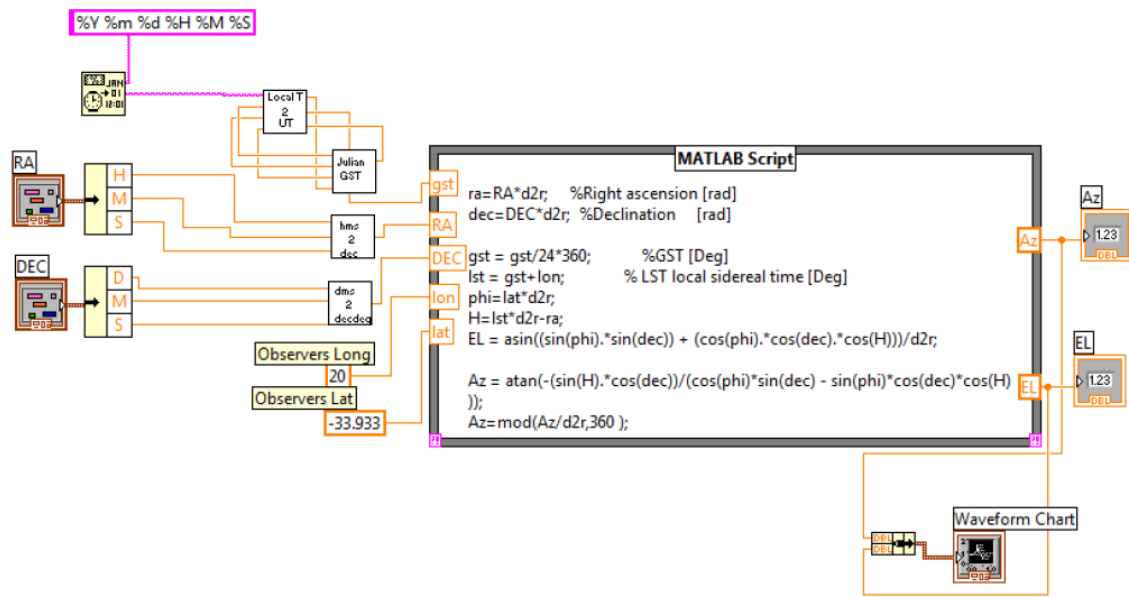 %Y %m %d %H %M %S
JAN
01
12:01
Local T
2
UT
Julian
GST
RA
H
M
S
hms
2
dec
DEC
D
M
S
dms
2
decdeg
Observers Long
20
Observers Lat
-33.933
MATLAB Script
gst
RA
DEC
lon
lat
ra=RA*d2r; %Right ascension [rad]
dec=DEC*d2r; %Declination [rad]
gst = gst/24*360; %GST [Deg]
lst = gst+lon; % LST local sidereal time [Deg]
phi=lat*d2r;
H=lst*d2r-ra;
EL = asin((sin(phi).*sin(dec)) + (cos(phi).*cos(dec).*cos(H)))/d2r;
Az = atan(-(sin(H).*cos(dec))/(cos(phi)*sin(dec) - sin(phi)*cos(dec)*cos(H)
));
Az=mod(Az/d2r,360 );
Az
EL
Az
1.23
DBL
EL
1.23
DBL
DBL
DBL
Waveform Chart